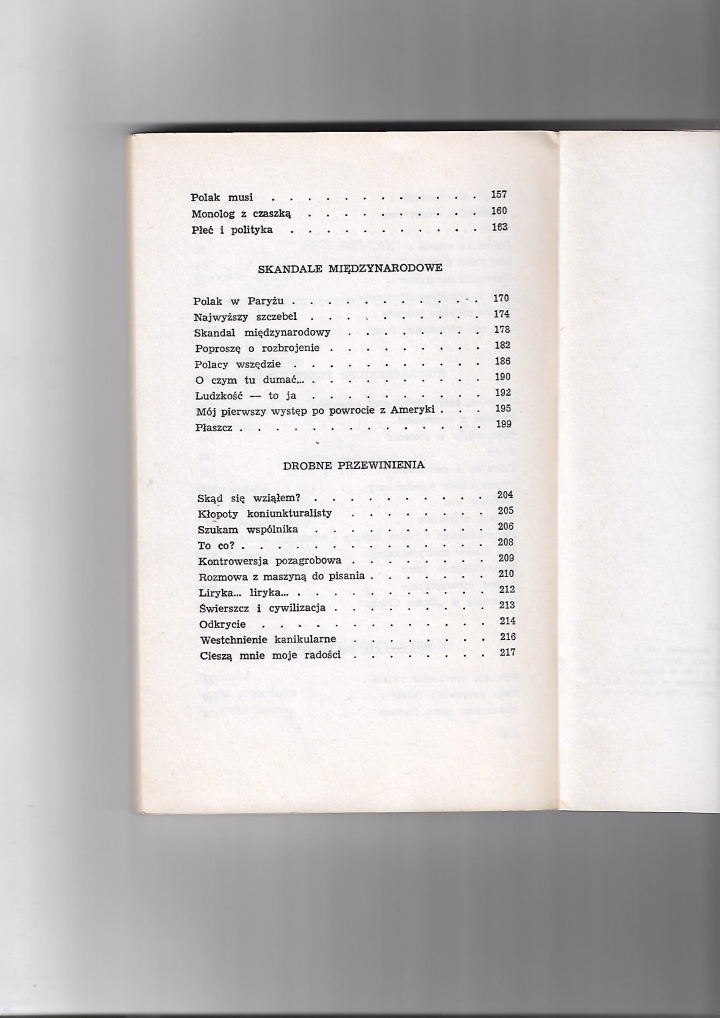 Polak musi . . . . . . . . . . . . 157
Monolog z czaszką . . . . . . . . . . 160
Płeć i polityka . . . . . . . . . . . 163
SKANDALE MIĘDZYNARODOWE
Polak w Paryżu . . . . . . . . . . . 170
Najwyższy szczebel . . . . . . . . . . 174
Skandal międzynarodowy . . . . . . . . 178
Poproszę o rozbrojenie . . . . . . . . . 182
Polacy wszędzie . . . . . . . . . . . 186
O czym tu dumać... . . . . . . . . . . 190
Ludzkość — to ja . . . . . . . . . . 192
Mój pierwszy występ po powrocie z Ameryki . . . 195
Płaszcz . . . . . . . . . . . . . . 199
DROBNE PRZEWINIENIA
Skąd się wziąłem? . . . . . . . . . . 204
Kłopoty koniunkturalisty . . . . . . . . 205
Szukam wspólnika . . . . . . . . . . 206
To co? . . . . . . . . . . . . . . 208
Kontrowersja pozagrobowa . . . . . . . . 209
Rozmowa z maszyną do pisania . . . . . . . 210
Liryka... liryka... . . . . . . . . . . . 212
Świerszcz i cywilizacja . . . . . . . . . 213
Odkrycie . . . . . . . . . . . . . 214
Westchnienie kanikularne . . . . . . . . 216
Cieszą mnie moje radości . . . . . . . . 217